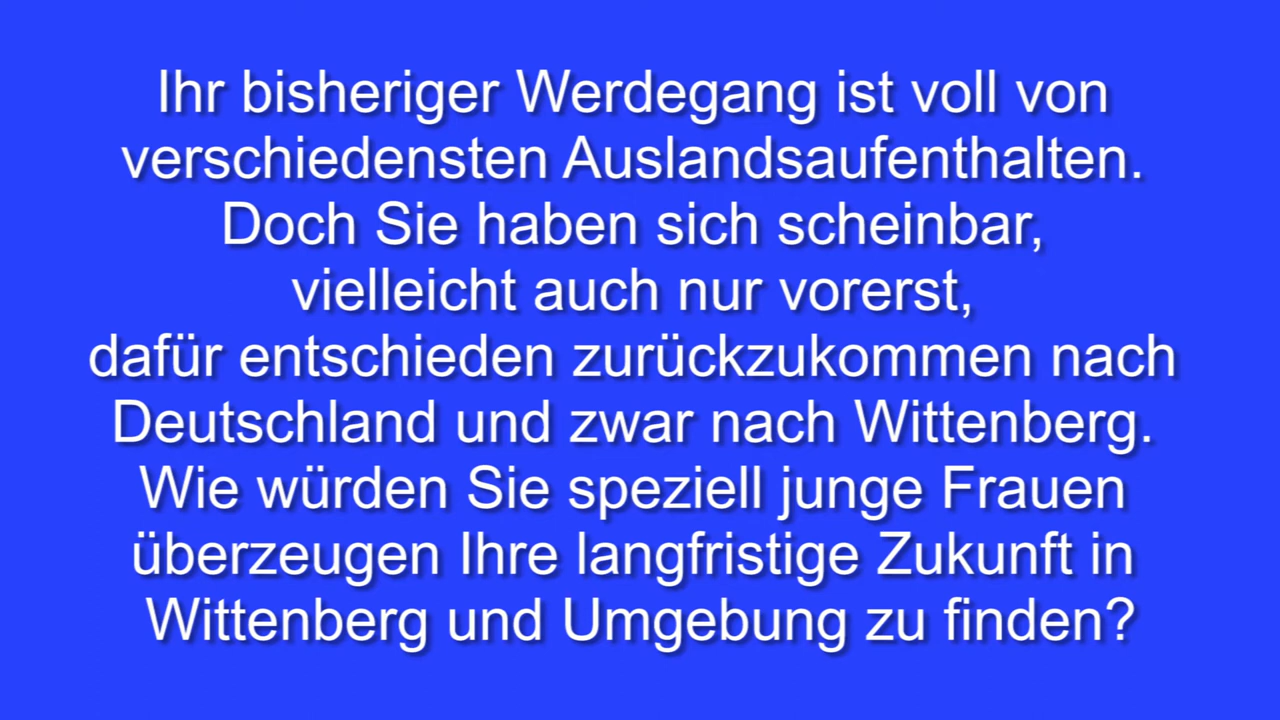 Ihr bisheriger Werdegang ist voll von
verschiedensten Auslandsaufenthalten.
Doch Sie haben sich scheinbar,
vielleicht auch nur vorerst,
dafür entschieden zurückzukommen nach
Deutschland und zwar nach Wittenberg.
Wie würden Sie speziell junge Frauen
überzeugen Ihre langfristige Zukunft in
Wittenberg und Umgebung zu finden?